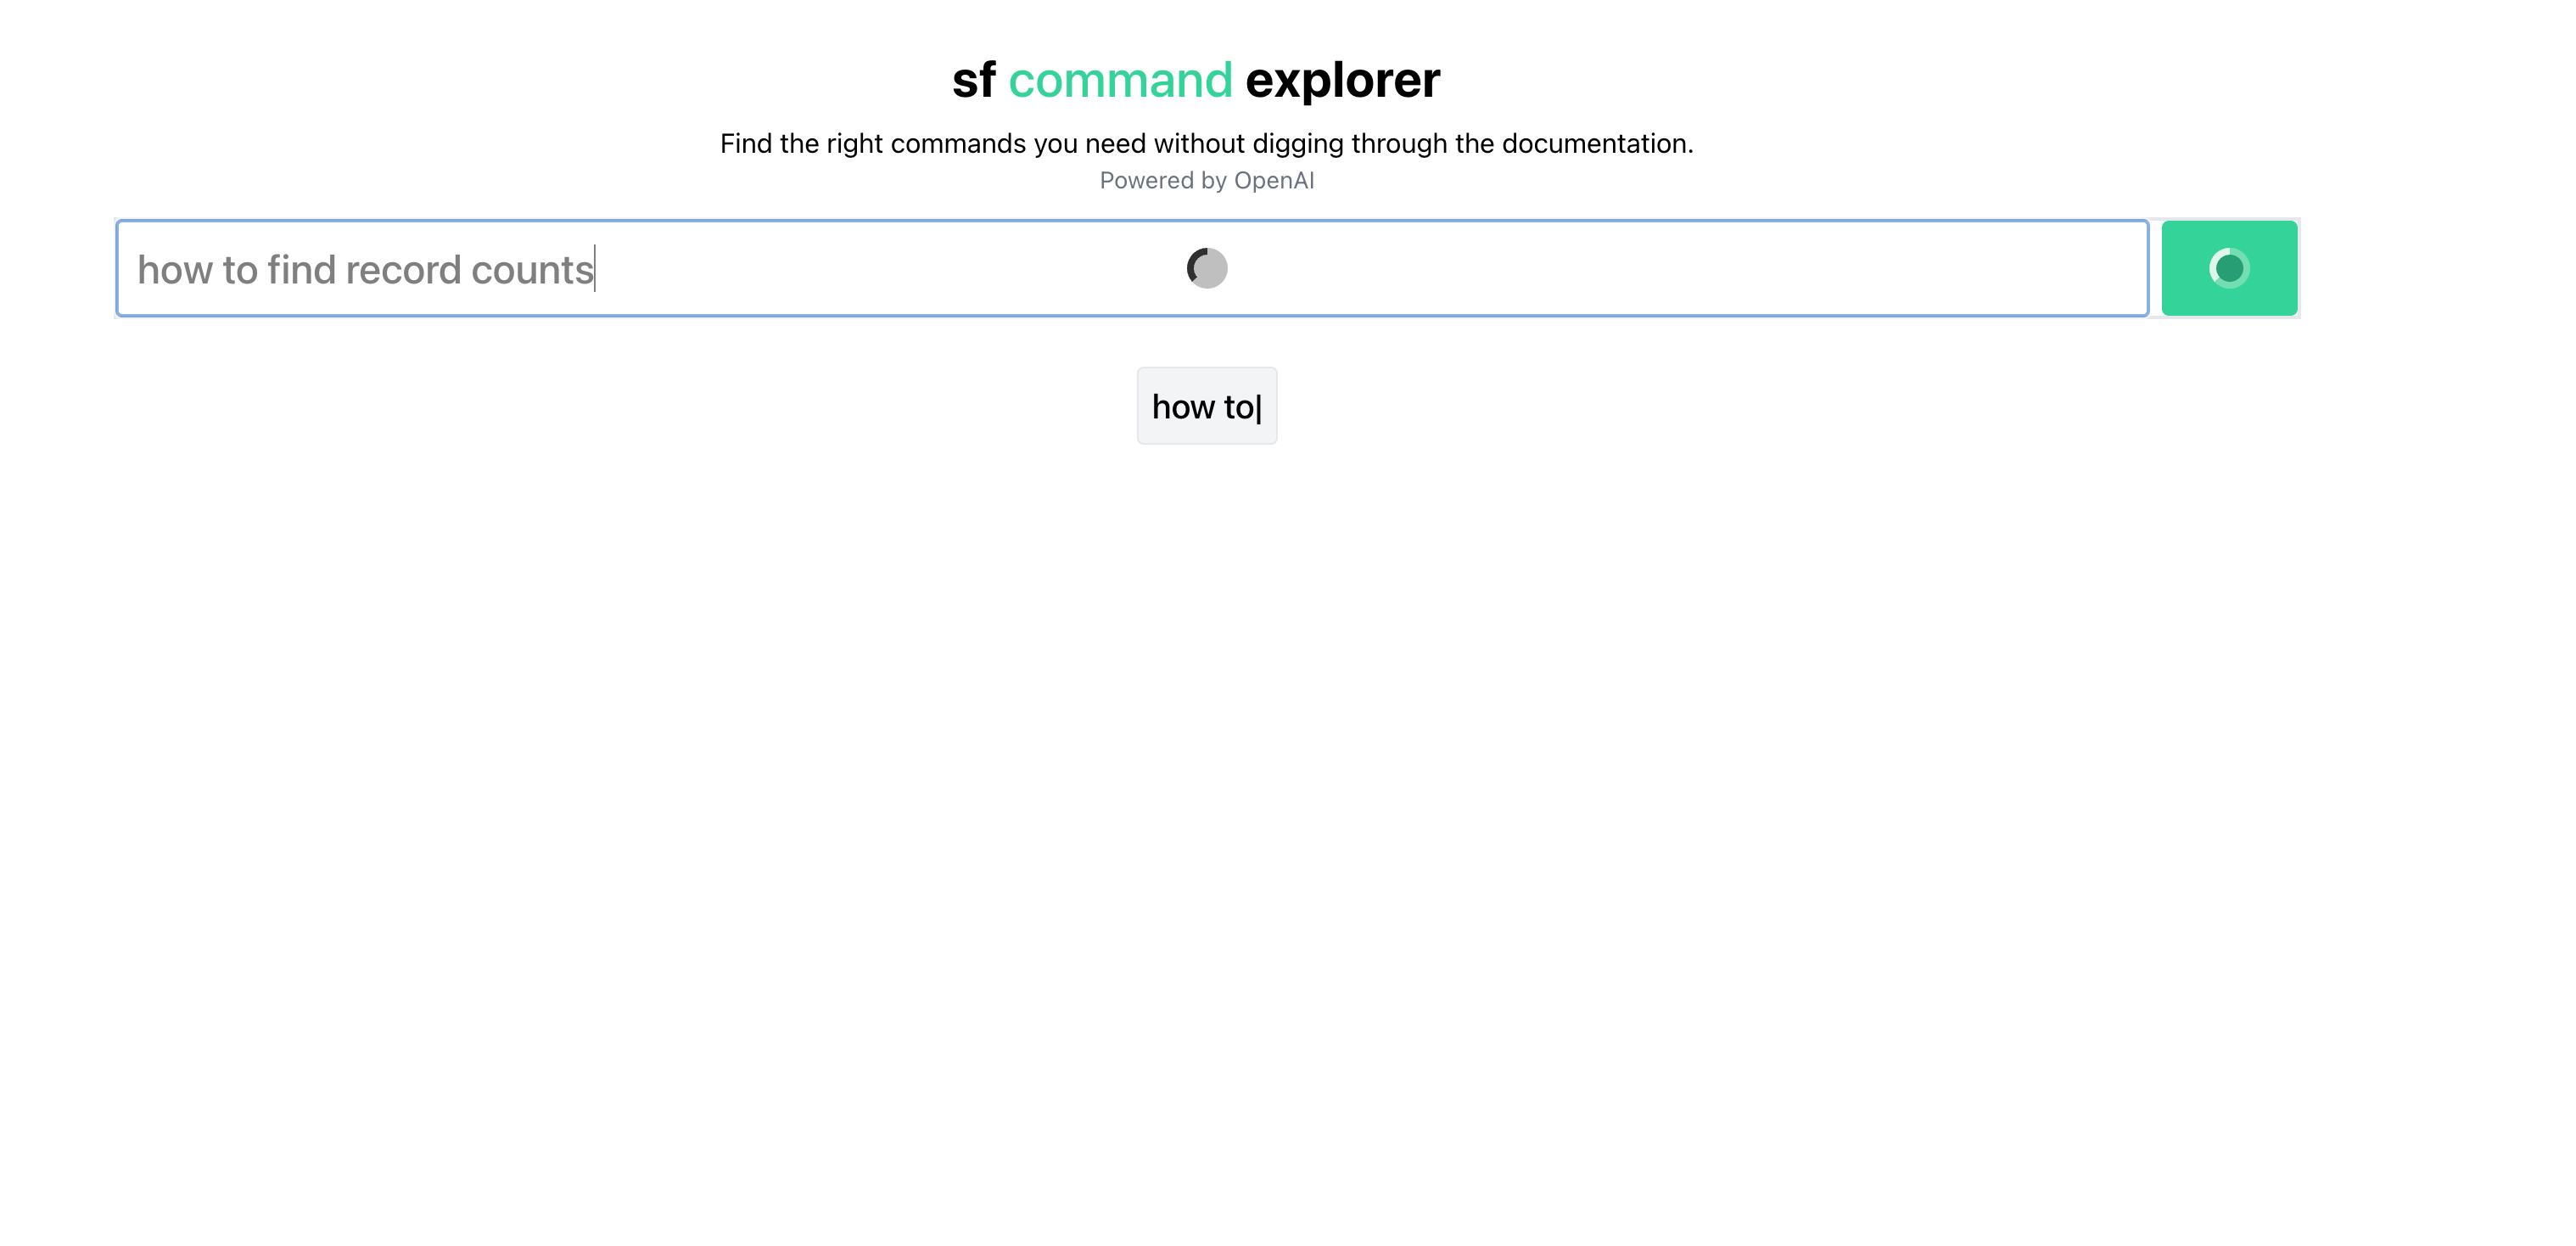 sf command explorer
Find the right commands you need without digging through the documentation.
Powered by OpenAI
how to find record counts
how to|